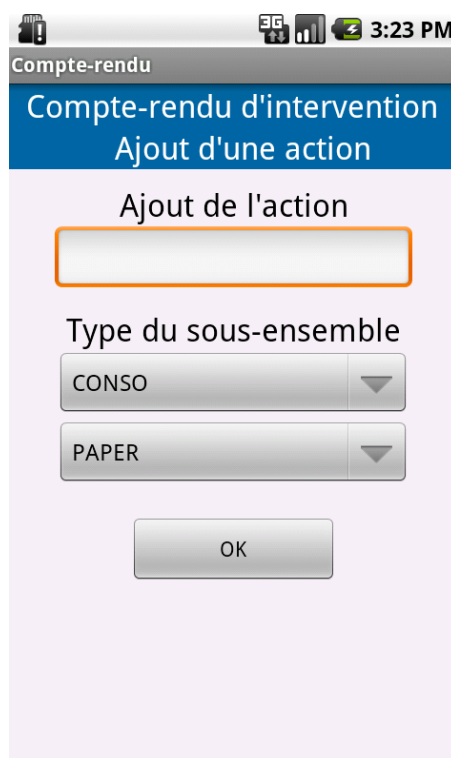 3G 3:23 PM
Compte-rendu
Compte-rendu d'intervention
Ajout d'une action
Ajout de l'action
Type du sous-ensemble
CONSO
PAPER
OK